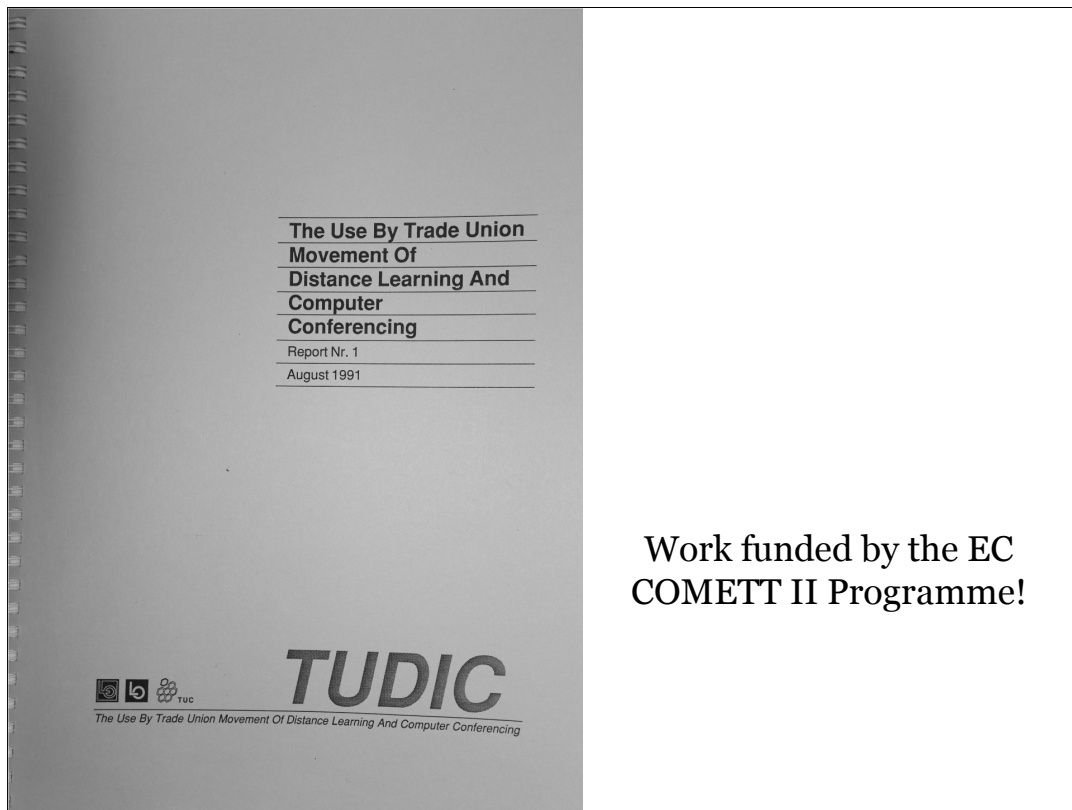 The Use By Trade Union
Movement Of
Distance Learning And
Computer
Conferencing
Report Nr. 1
August 1991
Work funded by the EC
COMETT II Programme!
TUDIC
LO
LO
TUC
The Use By Trade Union Movement Of Distance Learning And Computer Conferencing